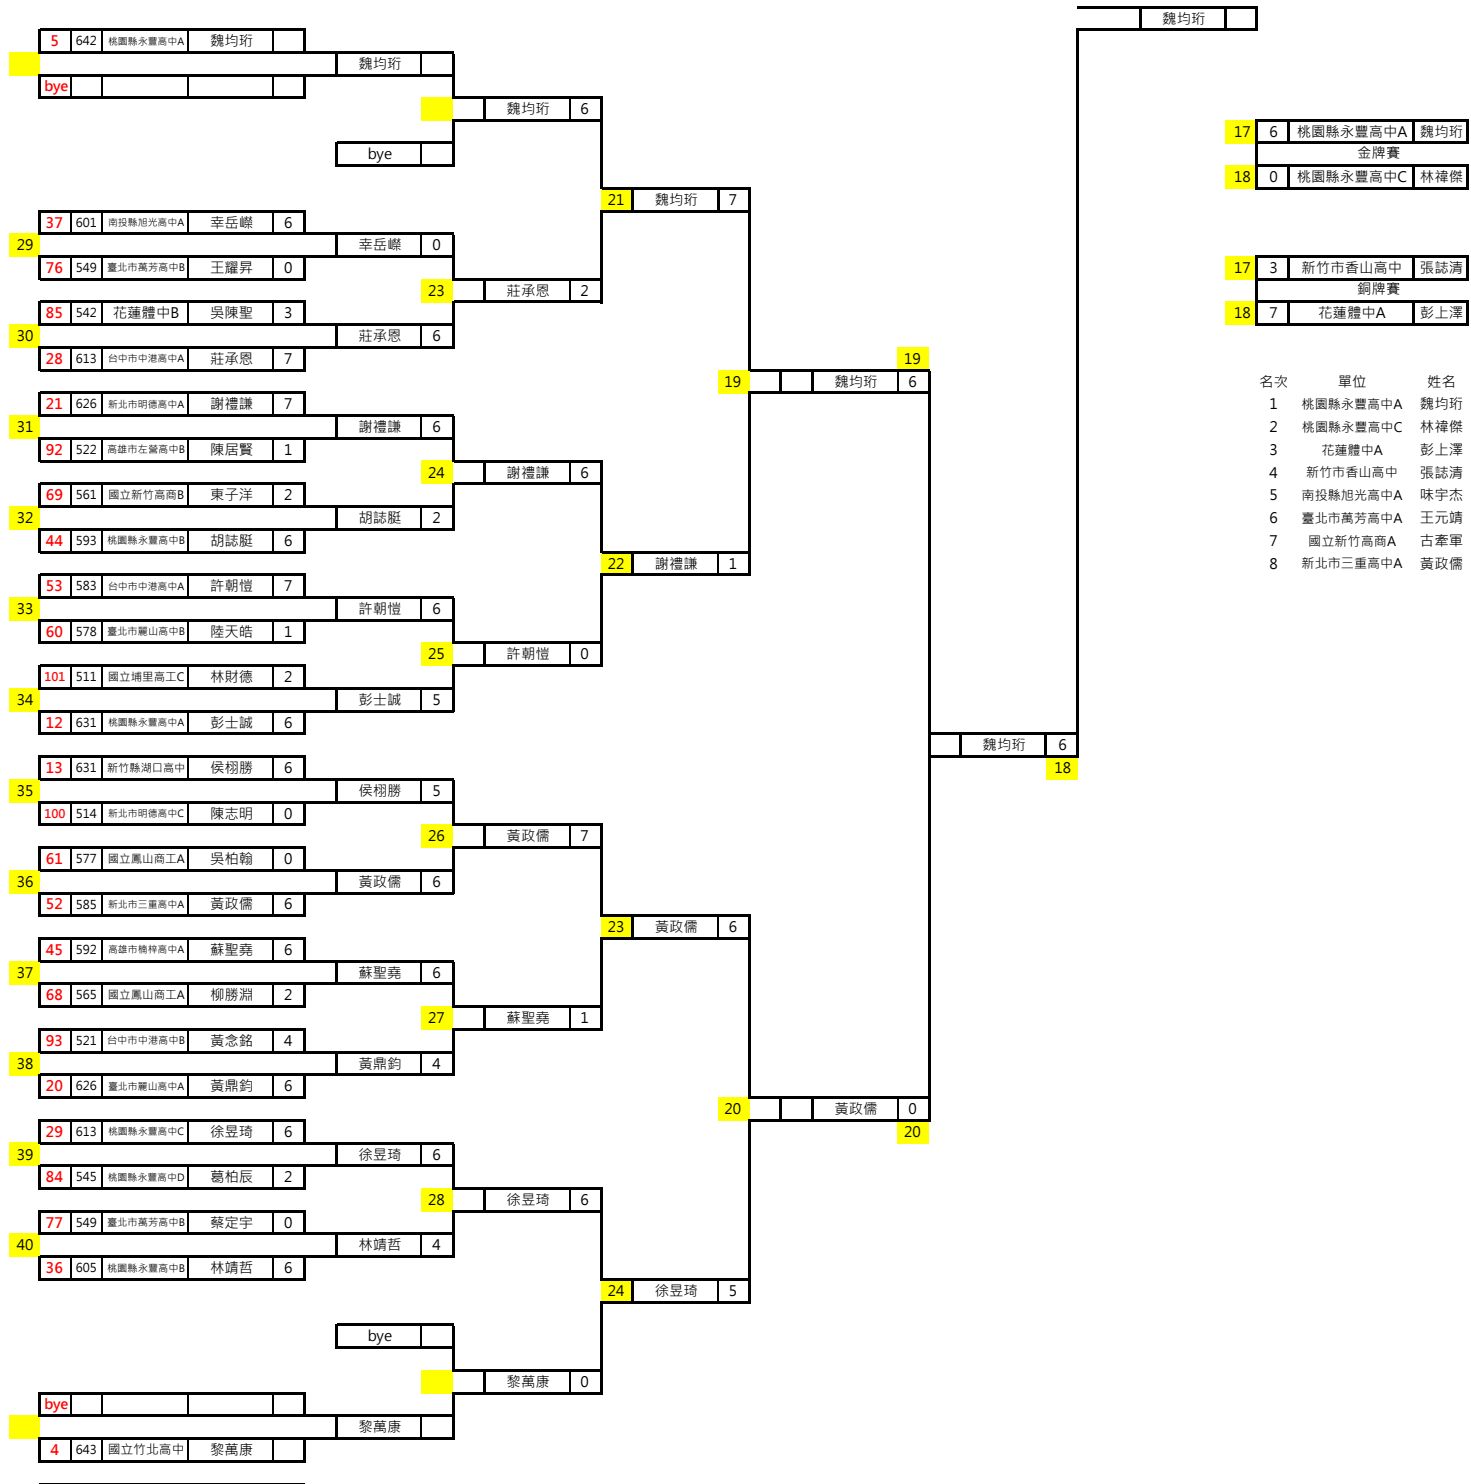 魏均珩
5 642 桃園縣永豐高中A 魏均珩
魏均珩
bye
魏均珩 6
17 6 桃園縣永豐高中A 魏均珩
bye
金牌賽
18 0 桃園縣永豐高中C 林禕傑
21 魏均珩 7
37 601 南投縣旭光高中A 幸岳嶸 6
29 幸岳嶸 0
76 549 臺北市萬芳高中B 王耀昇 0
17 3 新竹市香山高中 張誌清
23 莊承恩 2
銅牌賽
85 542 花蓮體中B 吳陳聖 3
18 7 花蓮體中A 彭上澤
30 莊承恩 6
28 613 台中市中港高中A 莊承恩 7
19
19 魏均珩 6
名次 單位 姓名
21 626 新北市明德高中A 謝禮謙 7
1 桃園縣永豐高中A 魏均珩
31 謝禮謙 6
2 桃園縣永豐高中C 林禕傑
92 522 高雄市左營高中B 陳居賢 1
3 花蓮體中A 彭上澤
24 謝禮謙 6
4 新竹市香山高中 張誌清
69 561 國立新竹高商B 東子洋 2
5 南投縣旭光高中A 味宇杰
32 胡誌艇 2
6 臺北市萬芳高中A 王元靖
44 593 桃園縣永豐高中B 胡誌艇 6
7 國立新竹高商A 古牽軍
22 謝禮謙 1
8 新北市三重高中A 黃政儒
53 583 台中市中港高中A 許朝愷 7
33 許朝愷 6
60 578 臺北市麗山高中B 陸天皓 1
25 許朝愷 0
101 511 國立埔里高工C 林財德 2
34 彭士誠 5
12 631 桃園縣永豐高中A 彭士誠 6
魏均珩 6
13 631 新竹縣湖口高中 侯栩勝 6
18
35 侯栩勝 5
100 514 新北市明德高中C 陳志明 0
26 黃政儒 7
61 577 國立鳳山商工A 吳柏翰 0
36 黃政儒 6
52 585 新北市三重高中A 黃政儒 6
23 黃政儒 6
45 592 高雄市楠梓高中A 蘇聖堯 6
37 蘇聖堯 6
68 565 國立鳳山商工A 柳勝淵 2
27 蘇聖堯 1
93 521 台中市中港高中B 黃念銘 4
38 黃鼎鈞 4
20 626 臺北市麗山高中A 黃鼎鈞 6
20 黃政儒 0
20
29 613 桃園縣永豐高中C 徐昱琦 6
39 徐昱琦 6
84 545 桃園縣永豐高中D 葛柏辰 2
28 徐昱琦 6
77 549 臺北市萬芳高中B 蔡定宇 0
40 林靖哲 4
36 605 桃園縣永豐高中B 林靖哲 6
24 徐昱琦 5
bye
黎萬康 0
bye
黎萬康
4 643 國立竹北高中 黎萬康